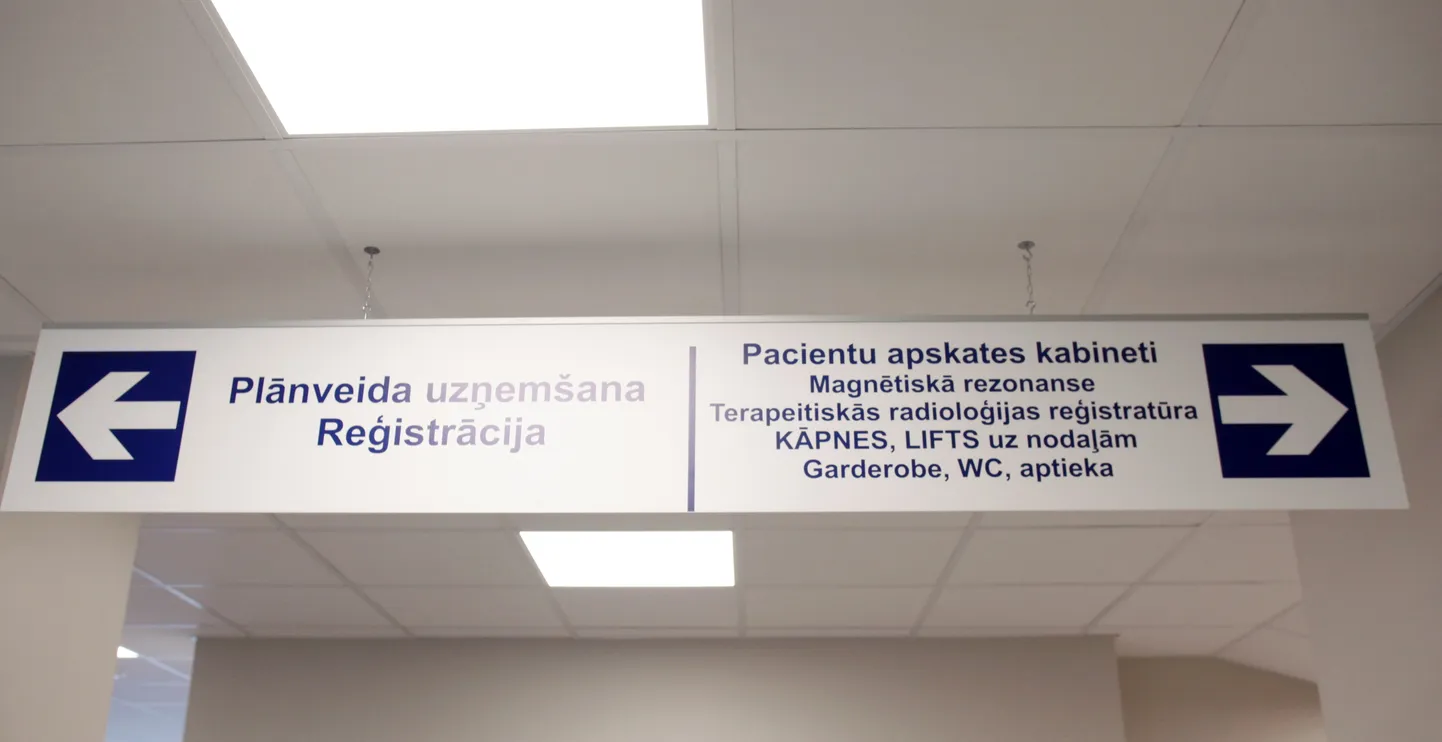 Plānveida uzņemšana
Reģistrācija
Pacientu apskates kabineti
Magnētiskā rezonanse
Terapeitiskās radioloģijas reģistratūra
KĀPNES, LIFTS uz nodaļām
Garderobe, WC, aptieka